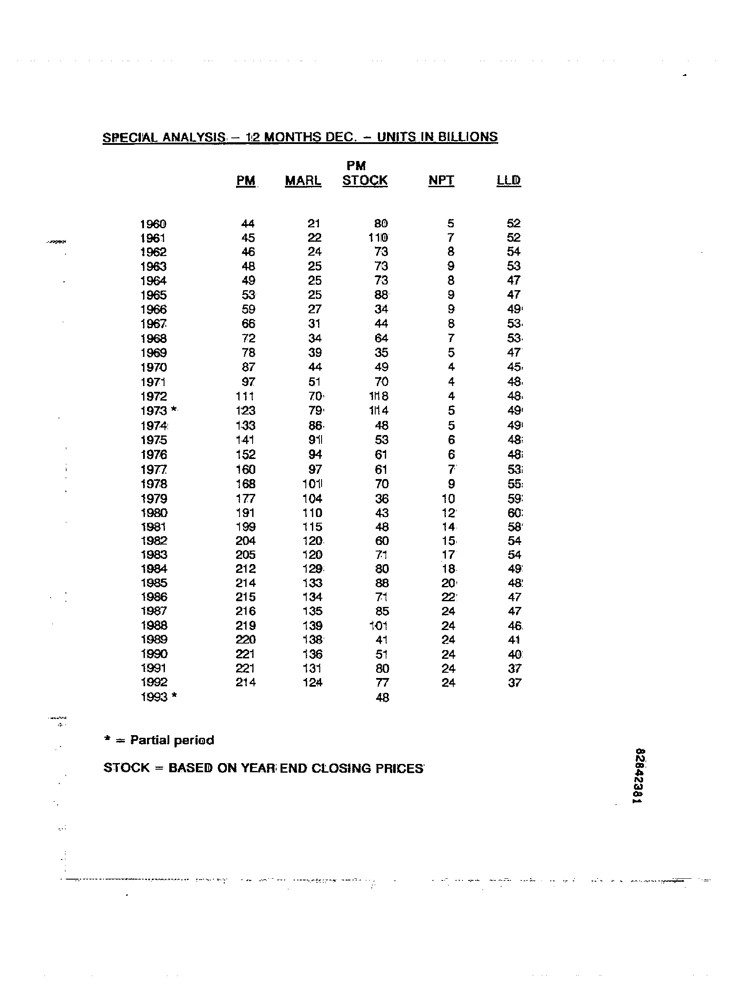 SPECIAL ANALYSIS – 12 MONTHS DEC. – UNITS IN BILLIONS
PM
PM MARL STOCK NPT LLD
1960 44 21 80 5 52
1961 45 22 110 7 52
1962 46 24 73 8 54
1963 48 25 73 9 53
1964 49 25 73 8 47
1965 53 25 88 9 47
1966 59 27 34 9 49
1967 66 31 44 8 53
1968 72 34 64 7 53
1969 78 39 35 5 47
1970 87 44 49 4 45
1971 97 51 70 4 48
1972 111 70 118 4 48
1973 * 123 79 114 5 49
1974 133 86 48 5 49
1975 141 91 53 6 48
1976 152 94 61 6 48
1977 160 97 61 7 53
1978 168 101 70 9 55
1979 177 104 36 10 59
1980 191 110 43 12 60
1981 199 115 48 14 58
1982 204 120 60 15 54
1983 205 120 71 17 54
1984 212 129 80 18 49
1985 214 133 88 20 48
1986 215 134 71 22 47
1987 216 135 85 24 47
1988 219 139 101 24 46
1989 220 138 41 24 41
1990 221 136 51 24 40
1991 221 131 80 24 37
1992 214 124 77 24 37
1993 * 48
* = Partial period
STOCK = BASED ON YEAR END CLOSING PRICES
82842381